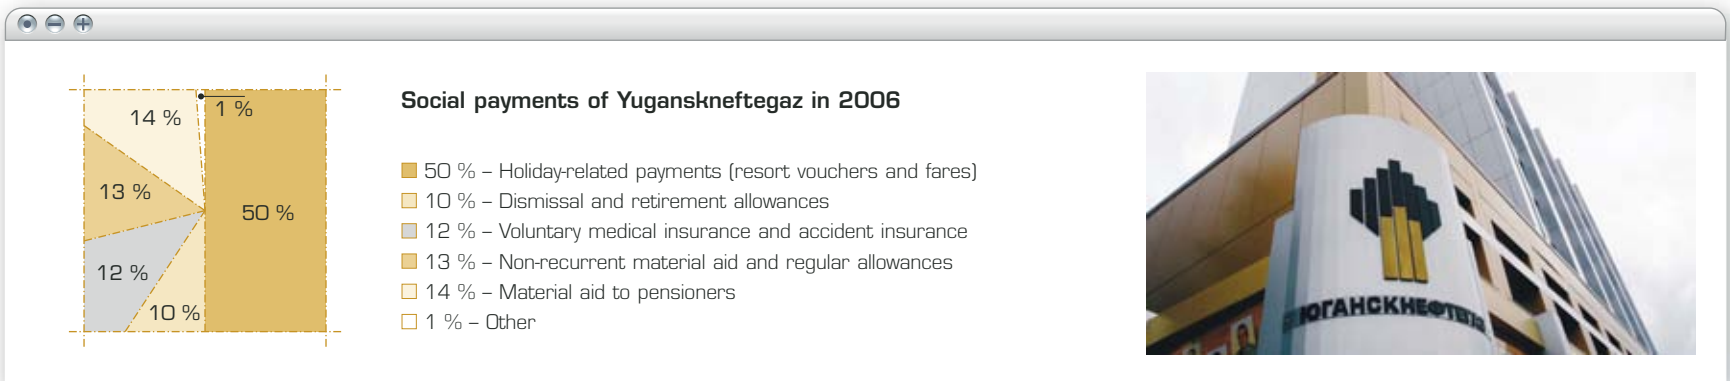 Social payments of Yuganskneftegaz in 2006
14 %
1 %
13 %
50 %
12 %
10 %
50 % – Holiday-related payments (resort vouchers and fares)
10 % – Dismissal and retirement allowances
12 % – Voluntary medical insurance and accident insurance
13 % – Non-recurrent material aid and regular allowances
14 % – Material aid to pensioners
1 % – Other
ЮГАНСКНЕФТЕГАЗ